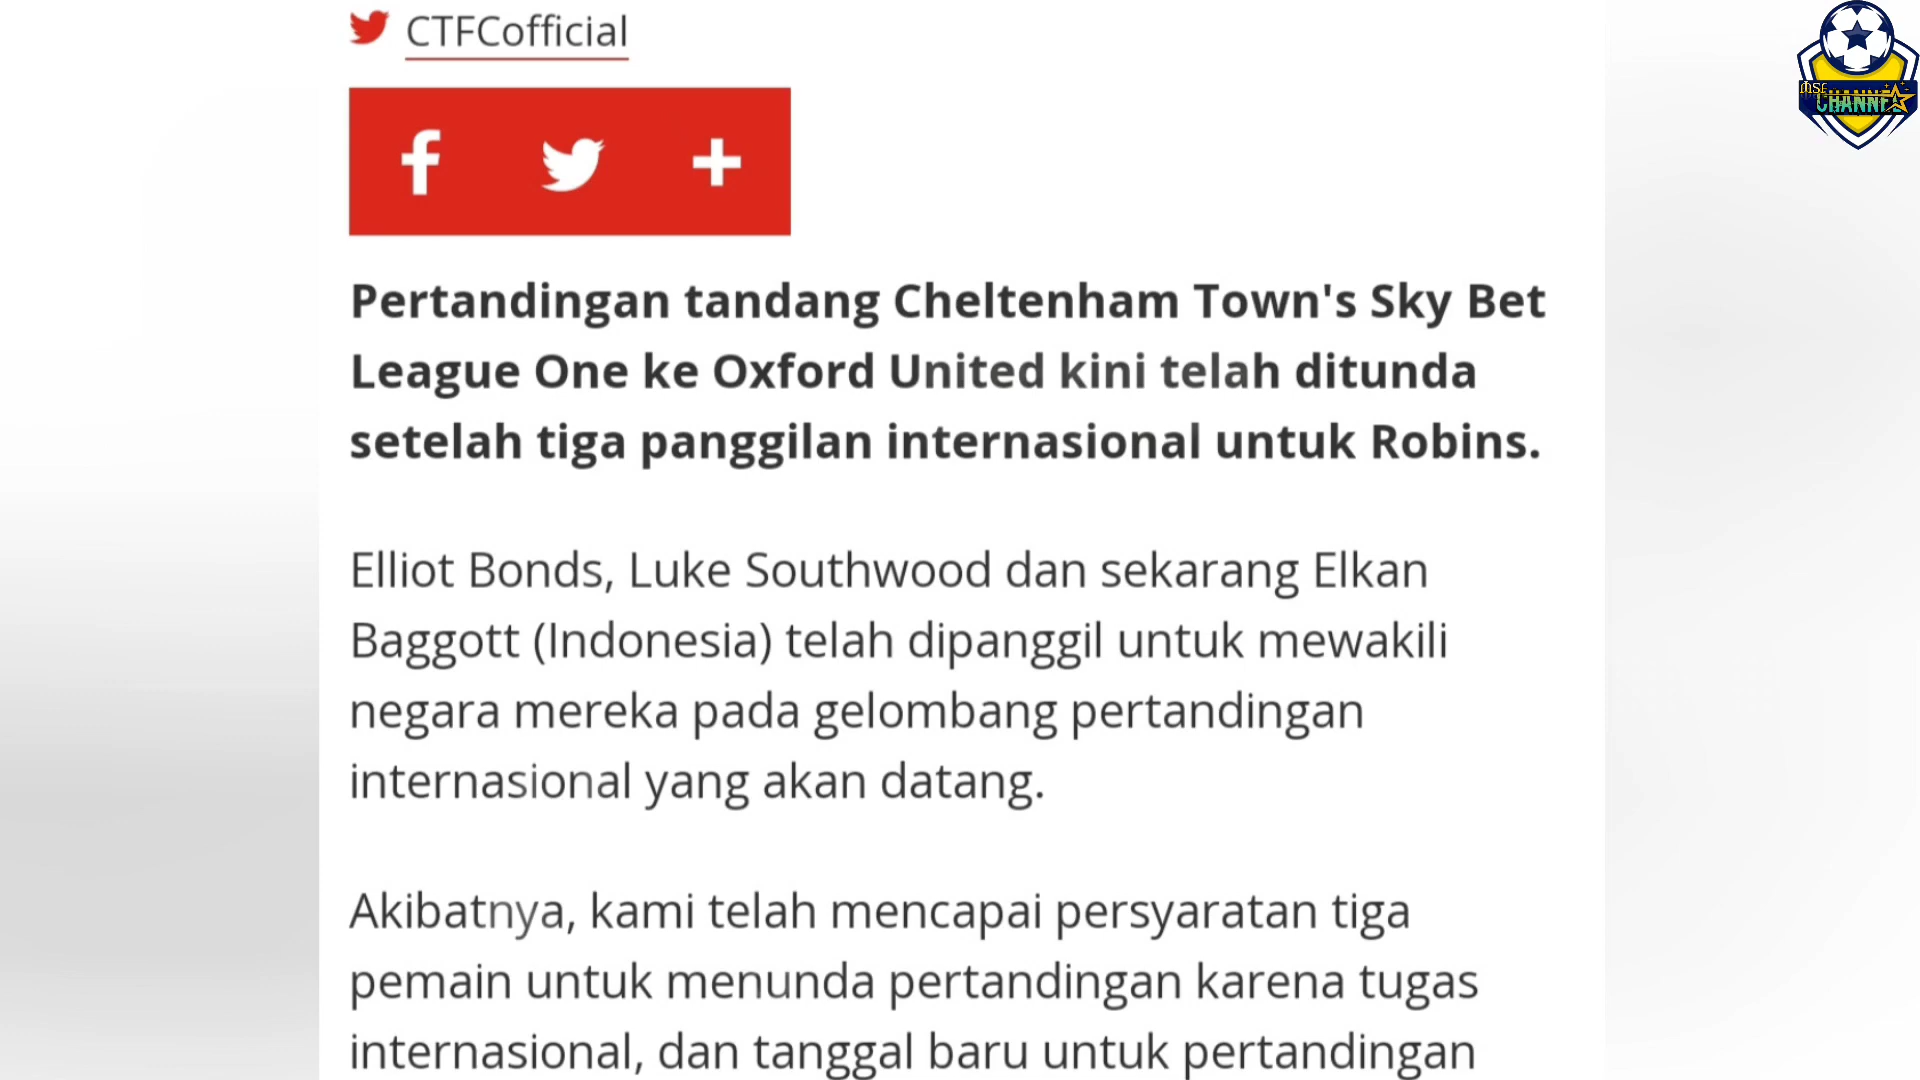 CTFCofficial
Pertandingan tandang Cheltenham Town's Sky Bet
League One ke Oxford United kini telah ditunda
setelah tiga panggilan internasional untuk Robins.
Elliot Bonds, Luke Southwood dan sekarang Elkan
Baggott (Indonesia) telah dipanggil untuk mewakili
negara mereka pada gelombang pertandingan
internasional yang akan datang.
Akibatnya, kami telah mencapai persyaratan tiga
pemain untuk menunda pertandingan karena tugas
internasional, dan tanggal baru untuk pertandingan
CHANNEL